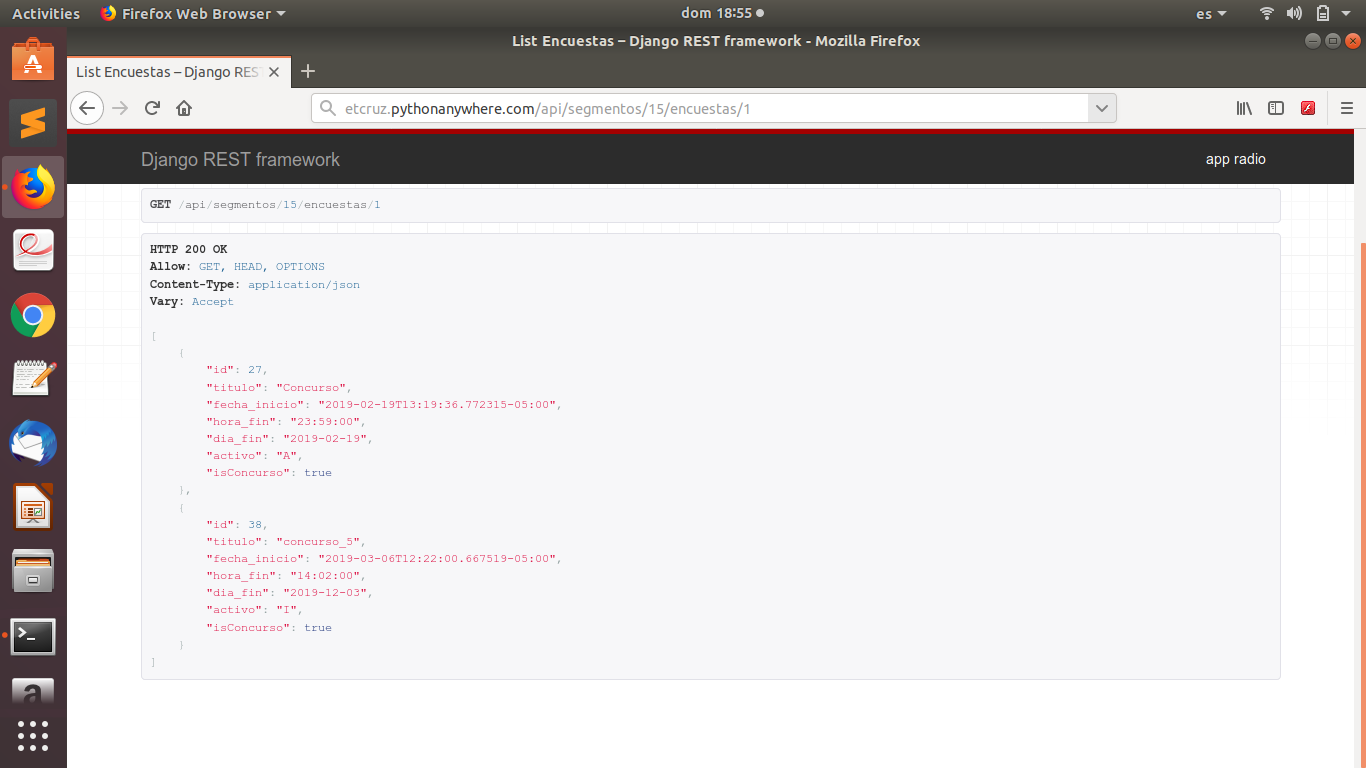 Activities
Firefox Web Browser
dom 18:55
es
List Encuestas – Django REST framework - Mozilla Firefox
List Encuestas – Django REST
etcruz.pythonanywhere.com/api/segmentos/15/encuestas/1
Django REST framework
app radio
GET /api/segmentos/15/encuestas/1
HTTP 200 OK
Allow: GET, HEAD, OPTIONS
Content-Type: application/json
Vary: Accept
[
    {
        "id": 27,
        "titulo": "Concurso",
        "fecha_inicio": "2019-02-19T13:19:36.772315-05:00",
        "hora_fin": "23:59:00",
        "dia_fin": "2019-02-19",
        "activo": "A",
        "isConcurso": true
    },
    {
        "id": 38,
        "titulo": "concurso_5",
        "fecha_inicio": "2019-03-06T12:22:00.667519-05:00",
        "hora_fin": "14:02:00",
        "dia_fin": "2019-12-03",
        "activo": "I",
        "isConcurso": true
    }
]